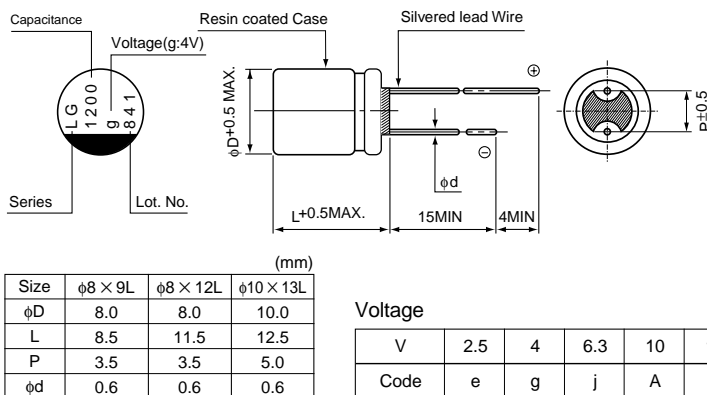 Capacitance
Voltage(g:4V)
LG
1200
g
841
Series
Lot. No.
Resin coated Case
Silvered lead Wire
ϕD+0.5 MAX.
⊕
⊖
ϕd
L+0.5MAX.
15MIN
4MIN
P±0.5
(mm)
Size ϕ8×9L ϕ8×12L ϕ10×13L
ϕD 8.0 8.0 10.0
L 8.5 11.5 12.5
P 3.5 3.5 5.0
ϕd 0.6 0.6 0.6
Voltage
V 2.5 4 6.3 10
Code e g j A